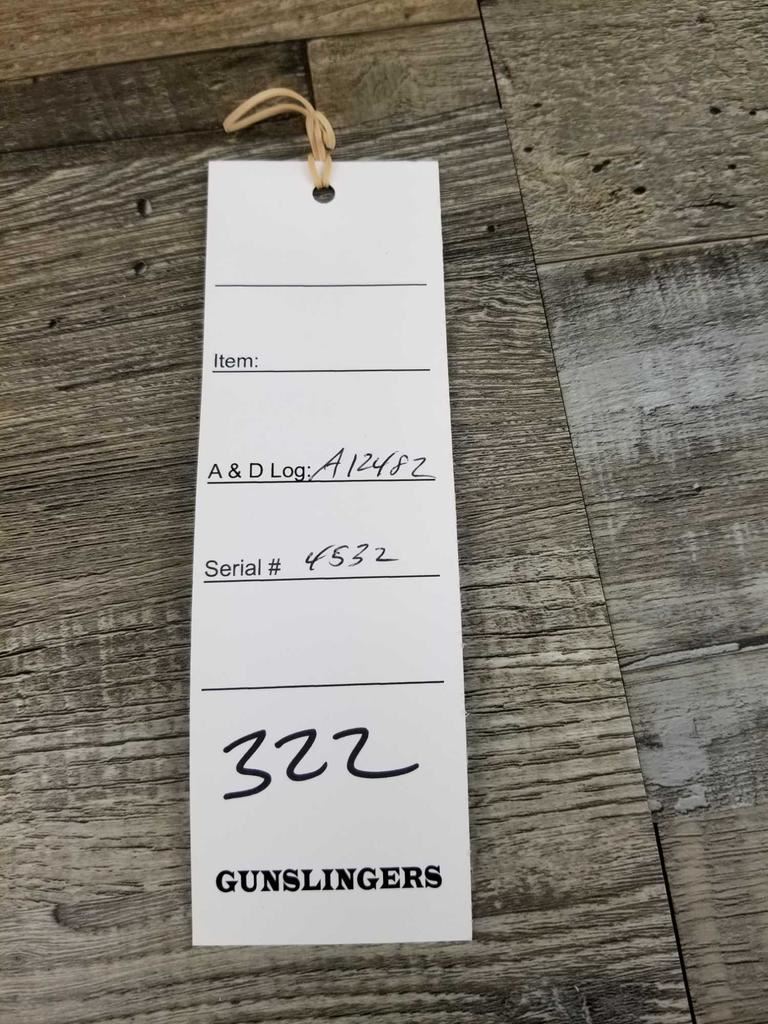 Item:
A & D Log: A12482
Serial # 4532
322
GUNSLINGERS